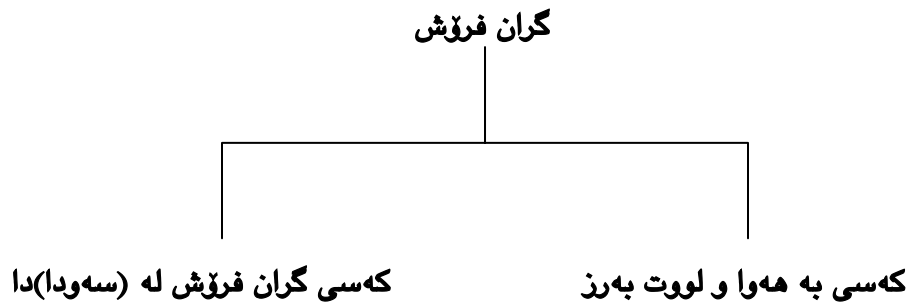 گران فرۆش
کەسی بە هەوا و لووت بەرز
کەسی گران فرۆش لە (سەودا)دا